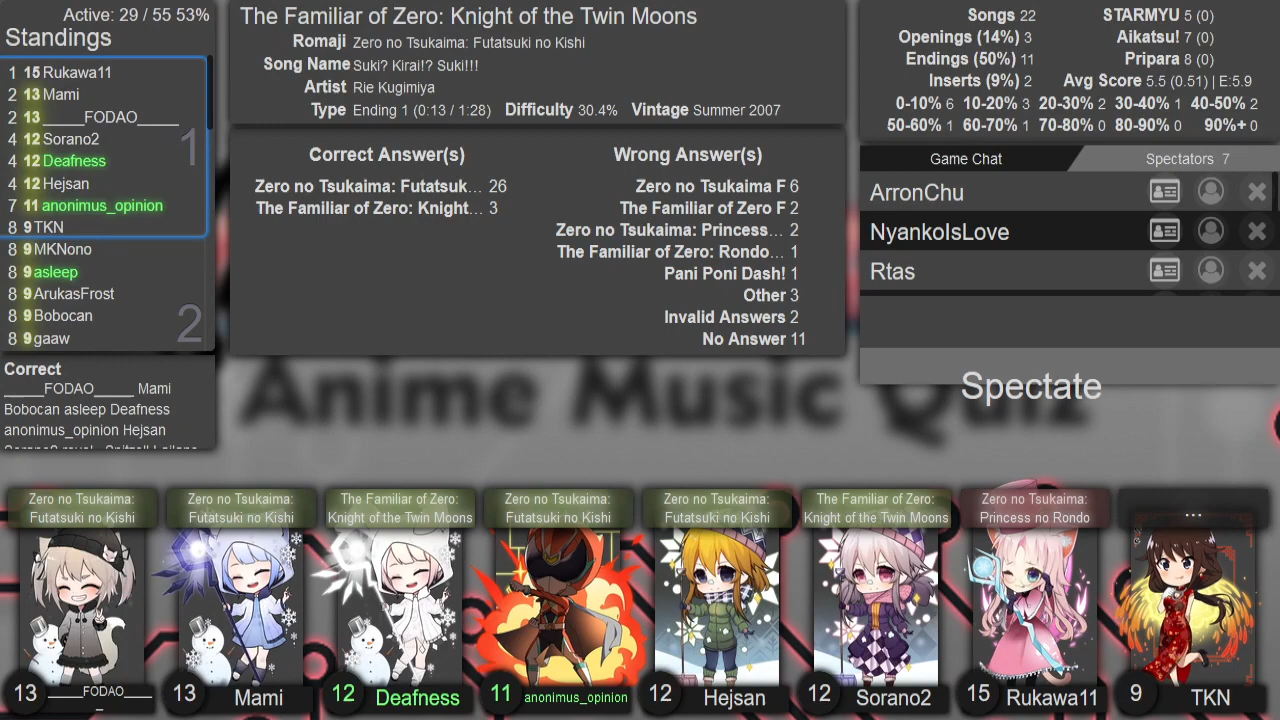 Active: 29 / 55 53%
Standings
1 15 Rukawa11
2 13 Mami
2 13 _____FODAO_____
4 12 Sorano2
4 12 Deafness
4 12 Hejsan
7 11 anonimus_opinion
8 9 TKN
1
8 9 MKNono
8 9 asleep
8 9 ArukasFrost
8 9 Bobocan
8 9 gaaw
2
Correct
_____FODAO_____ Mami
Bobocan asleep Deafness
anonimus_opinion Hejsan
The Familiar of Zero: Knight of the Twin Moons
Romaji Zero no Tsukaima: Futatsuki no Kishi
Song Name Suki? Kirai!? Suki!!!
Artist Rie Kugimiya
Type Ending 1 (0:13 / 1:28) Difficulty 30.4% Vintage Summer 2007
Correct Answer(s)
Zero no Tsukaima: Futatsuk... 26
The Familiar of Zero: Knight... 3
Wrong Answer(s)
Zero no Tsukaima F 6
The Familiar of Zero F 2
Zero no Tsukaima: Princess... 2
The Familiar of Zero: Rondo... 1
Pani Poni Dash! 1
Other 3
Invalid Answers 2
No Answer 11
Songs 22 STARMYU 5 (0)
Openings (14%) 3 Aikatsu! 7 (0)
Endings (50%) 11 Pripara 8 (0)
Inserts (9%) 2 Avg Score 5.5 (0.51) | E:5.9
0-10% 6 10-20% 3 20-30% 2 30-40% 1 40-50% 2
50-60% 1 60-70% 1 70-80% 0 80-90% 0 90%+ 0
Game Chat Spectators 7
ArronChu
NyankoIsLove
Rtas
Spectate
Anime Music Quiz
Zero no Tsukaima:
Futatsuki no Kishi
Zero no Tsukaima:
Futatsuki no Kishi
The Familiar of Zero:
Knight of the Twin Moons
Zero no Tsukaima:
Futatsuki no Kishi
Zero no Tsukaima:
Futatsuki no Kishi
The Familiar of Zero:
Knight of the Twin Moons
Zero no Tsukaima:
Princess no Rondo
...
13 _____FODAO____
_
13 Mami
12 Deafness
11 anonimus_opinion
12 Hejsan
12 Sorano2
15 Rukawa11
9 TKN